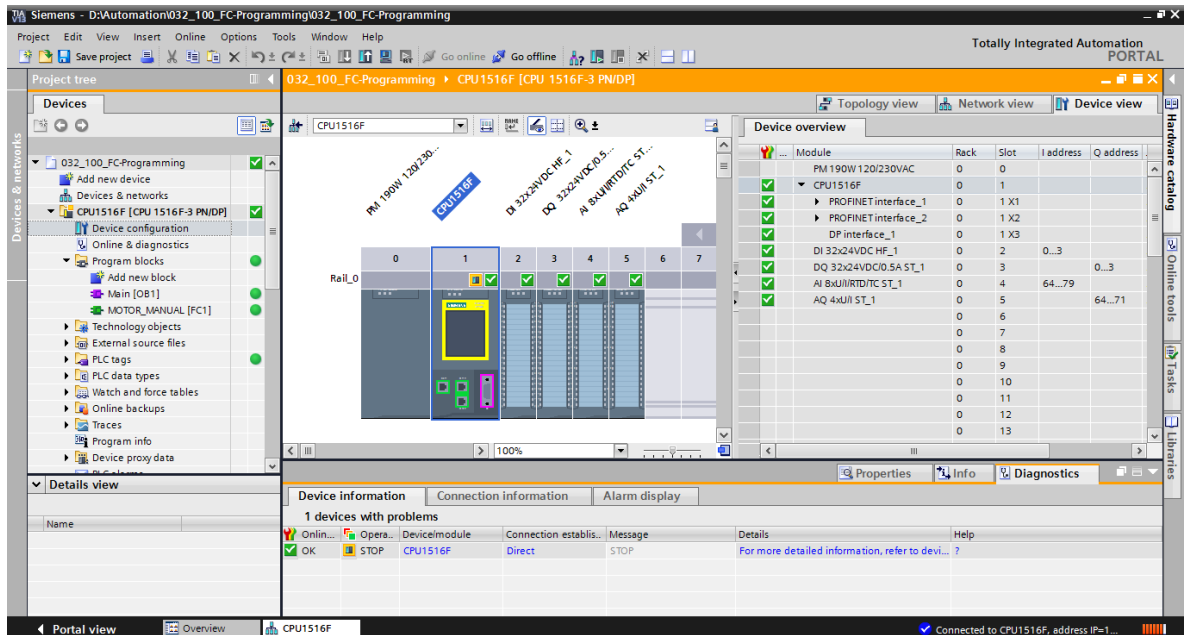 Siemens - D:\Automation\032_100_FC-Programming\032_100_FC-Programming
Project Edit View Insert Online Options Tools Window Help
Totally Integrated Automation
PORTAL
Save project Go online Go offline
Project tree
032_100_FC-Programming CPU1516F [CPU 1516F-3 PN/DP]
Devices
Topology view Network view Device view
CPU1516F
Device overview
Devices & networks
032_100_FC-Programming
Add new device
Devices & networks
CPU1516F [CPU 1516F-3 PN/DP]
Device configuration
Online & diagnostics
Program blocks
Add new block
Main [OB1]
MOTOR_MANUAL [FC1]
Technology objects
External source files
PLC tags
PLC data types
Watch and force tables
Online backups
Traces
Program info
Device proxy data
Details view
Name
PM 190W 120/230...
CPU1516F
DI 32x24VDC HF_1
DQ 32x24VDC/0.5...
AI 8xU/I/RTD/TC ST...
AQ 4xU/I ST_1
0 1 2 3 4 5 6 7
Rail_0
SIEMENS
100%
... Module Rack Slot I address Q address
PM 190W 120/230VAC 0 0
CPU1516F 0 1
PROFINET interface_1 0 1 X1
PROFINET interface_2 0 1 X2
DP interface_1 0 1 X3
DI 32x24VDC HF_1 0 2 0...3
DQ 32x24VDC/0.5A ST_1 0 3 0...3
AI 8xU/I/RTD/TC ST_1 0 4 64...79
AQ 4xU/I ST_1 0 5 64...71
0 6
0 7
0 8
0 9
0 10
0 11
0 12
0 13
Hardware catalog
Online tools
Tasks
Libraries
Properties Info Diagnostics
Device information Connection information Alarm display
1 devices with problems
Onlin... Opera.. Device/module Connection establis.. Message Details Help
OK STOP CPU1516F Direct STOP For more detailed information, refer to devi... ?
Portal view Overview CPU1516F Connected to CPU1516F, address IP=1...